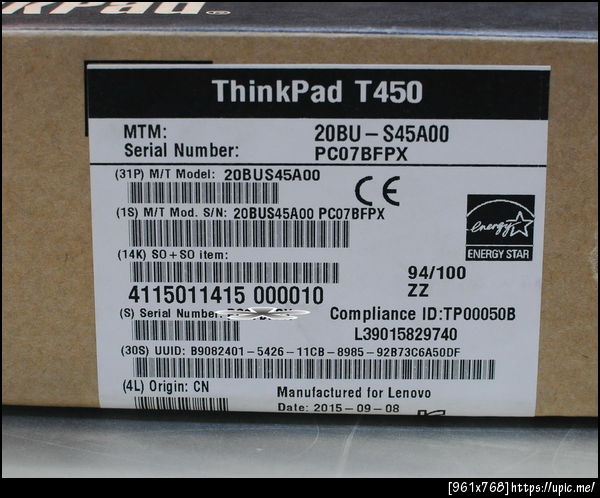 ThinkPad T450
MTM: 20BU-S45A00
Serial Number: PC07BFPX
(31P) M/T Model: 20BUS45A00
(1S) M/T Mod. S/N: 20BUS45A00 PC07BFPX
(14K) SO+SO item:
94/100
4115011415 000010 ZZ
(S) Serial Number
Compliance ID:TP00050B
L39015829740
(30S) UUID: B9082401-5426-11CB-8985-92B73C6A50DF
(4L) Origin: CN
Manufactured for Lenovo
Date: 2015-09-08
CE
energy
ENERGY STAR
[961x768]https://upic.me/